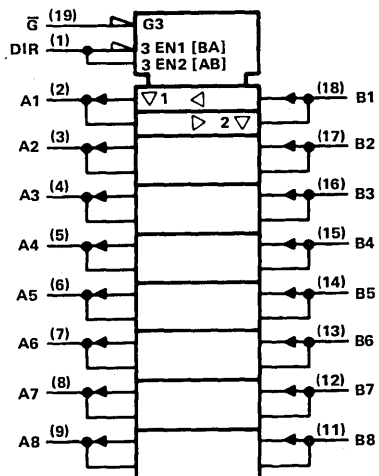 G̅ (19) G3
DIR (1) 3 EN1 [BA]
3 EN2 [AB]
A1 (2) ▽ 1 ◁ (18) B1
▷ 2 ▽
A2 (3) (17) B2
A3 (4) (16) B3
A4 (5) (15) B4
A5 (6) (14) B5
A6 (7) (13) B6
A7 (8) (12) B7
A8 (9) (11) B8